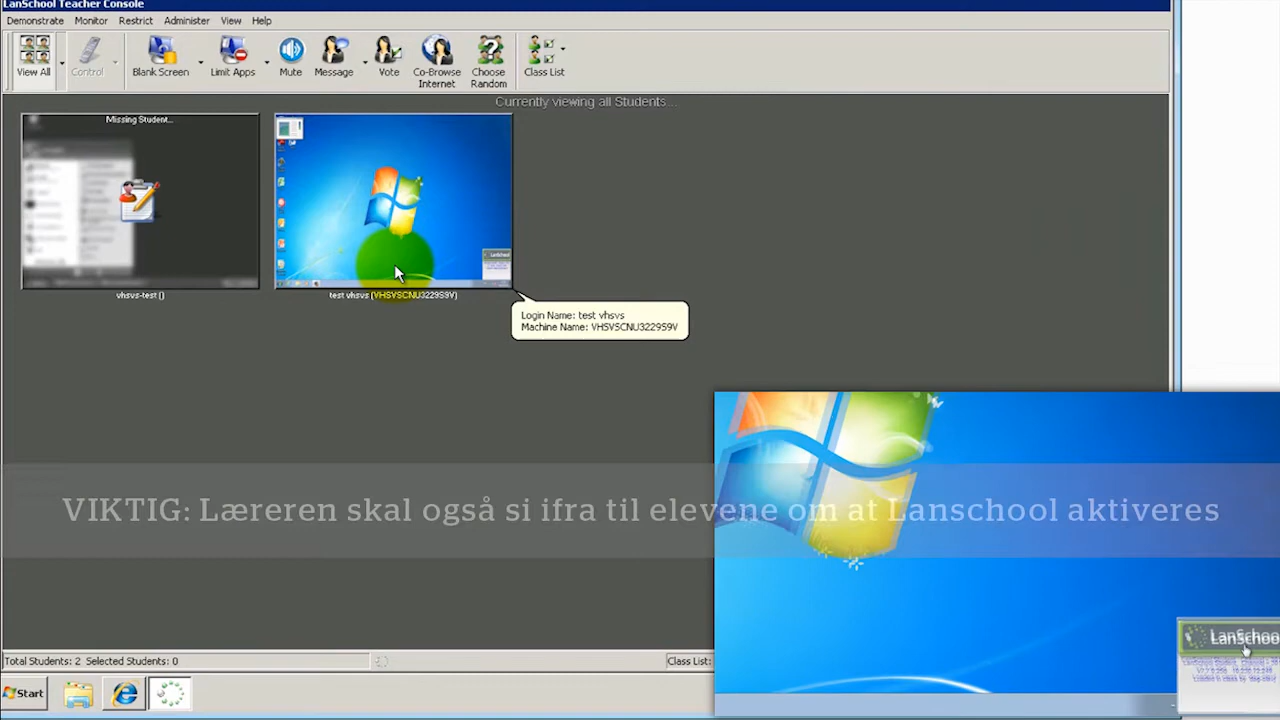 LanSchool Teacher Console
Demonstrate Monitor Restrict Administer View Help
View All Control Blank Screen Limit Apps Mute Message Vote Co-Browse Internet Choose Random Class List
Currently viewing all Students...
Missing Student...
vhsvs-test ()
test vhsvs (VHSVSCNU3229S9V)
Login Name: test vhsvs
Machine Name: VHSVSCNU3229S9V
VIKTIG: Læreren skal også si ifra til elevene om at Lanschool aktiveres
LanSchoo
Total Students: 2 Selected Students: 0
Class List:
Start